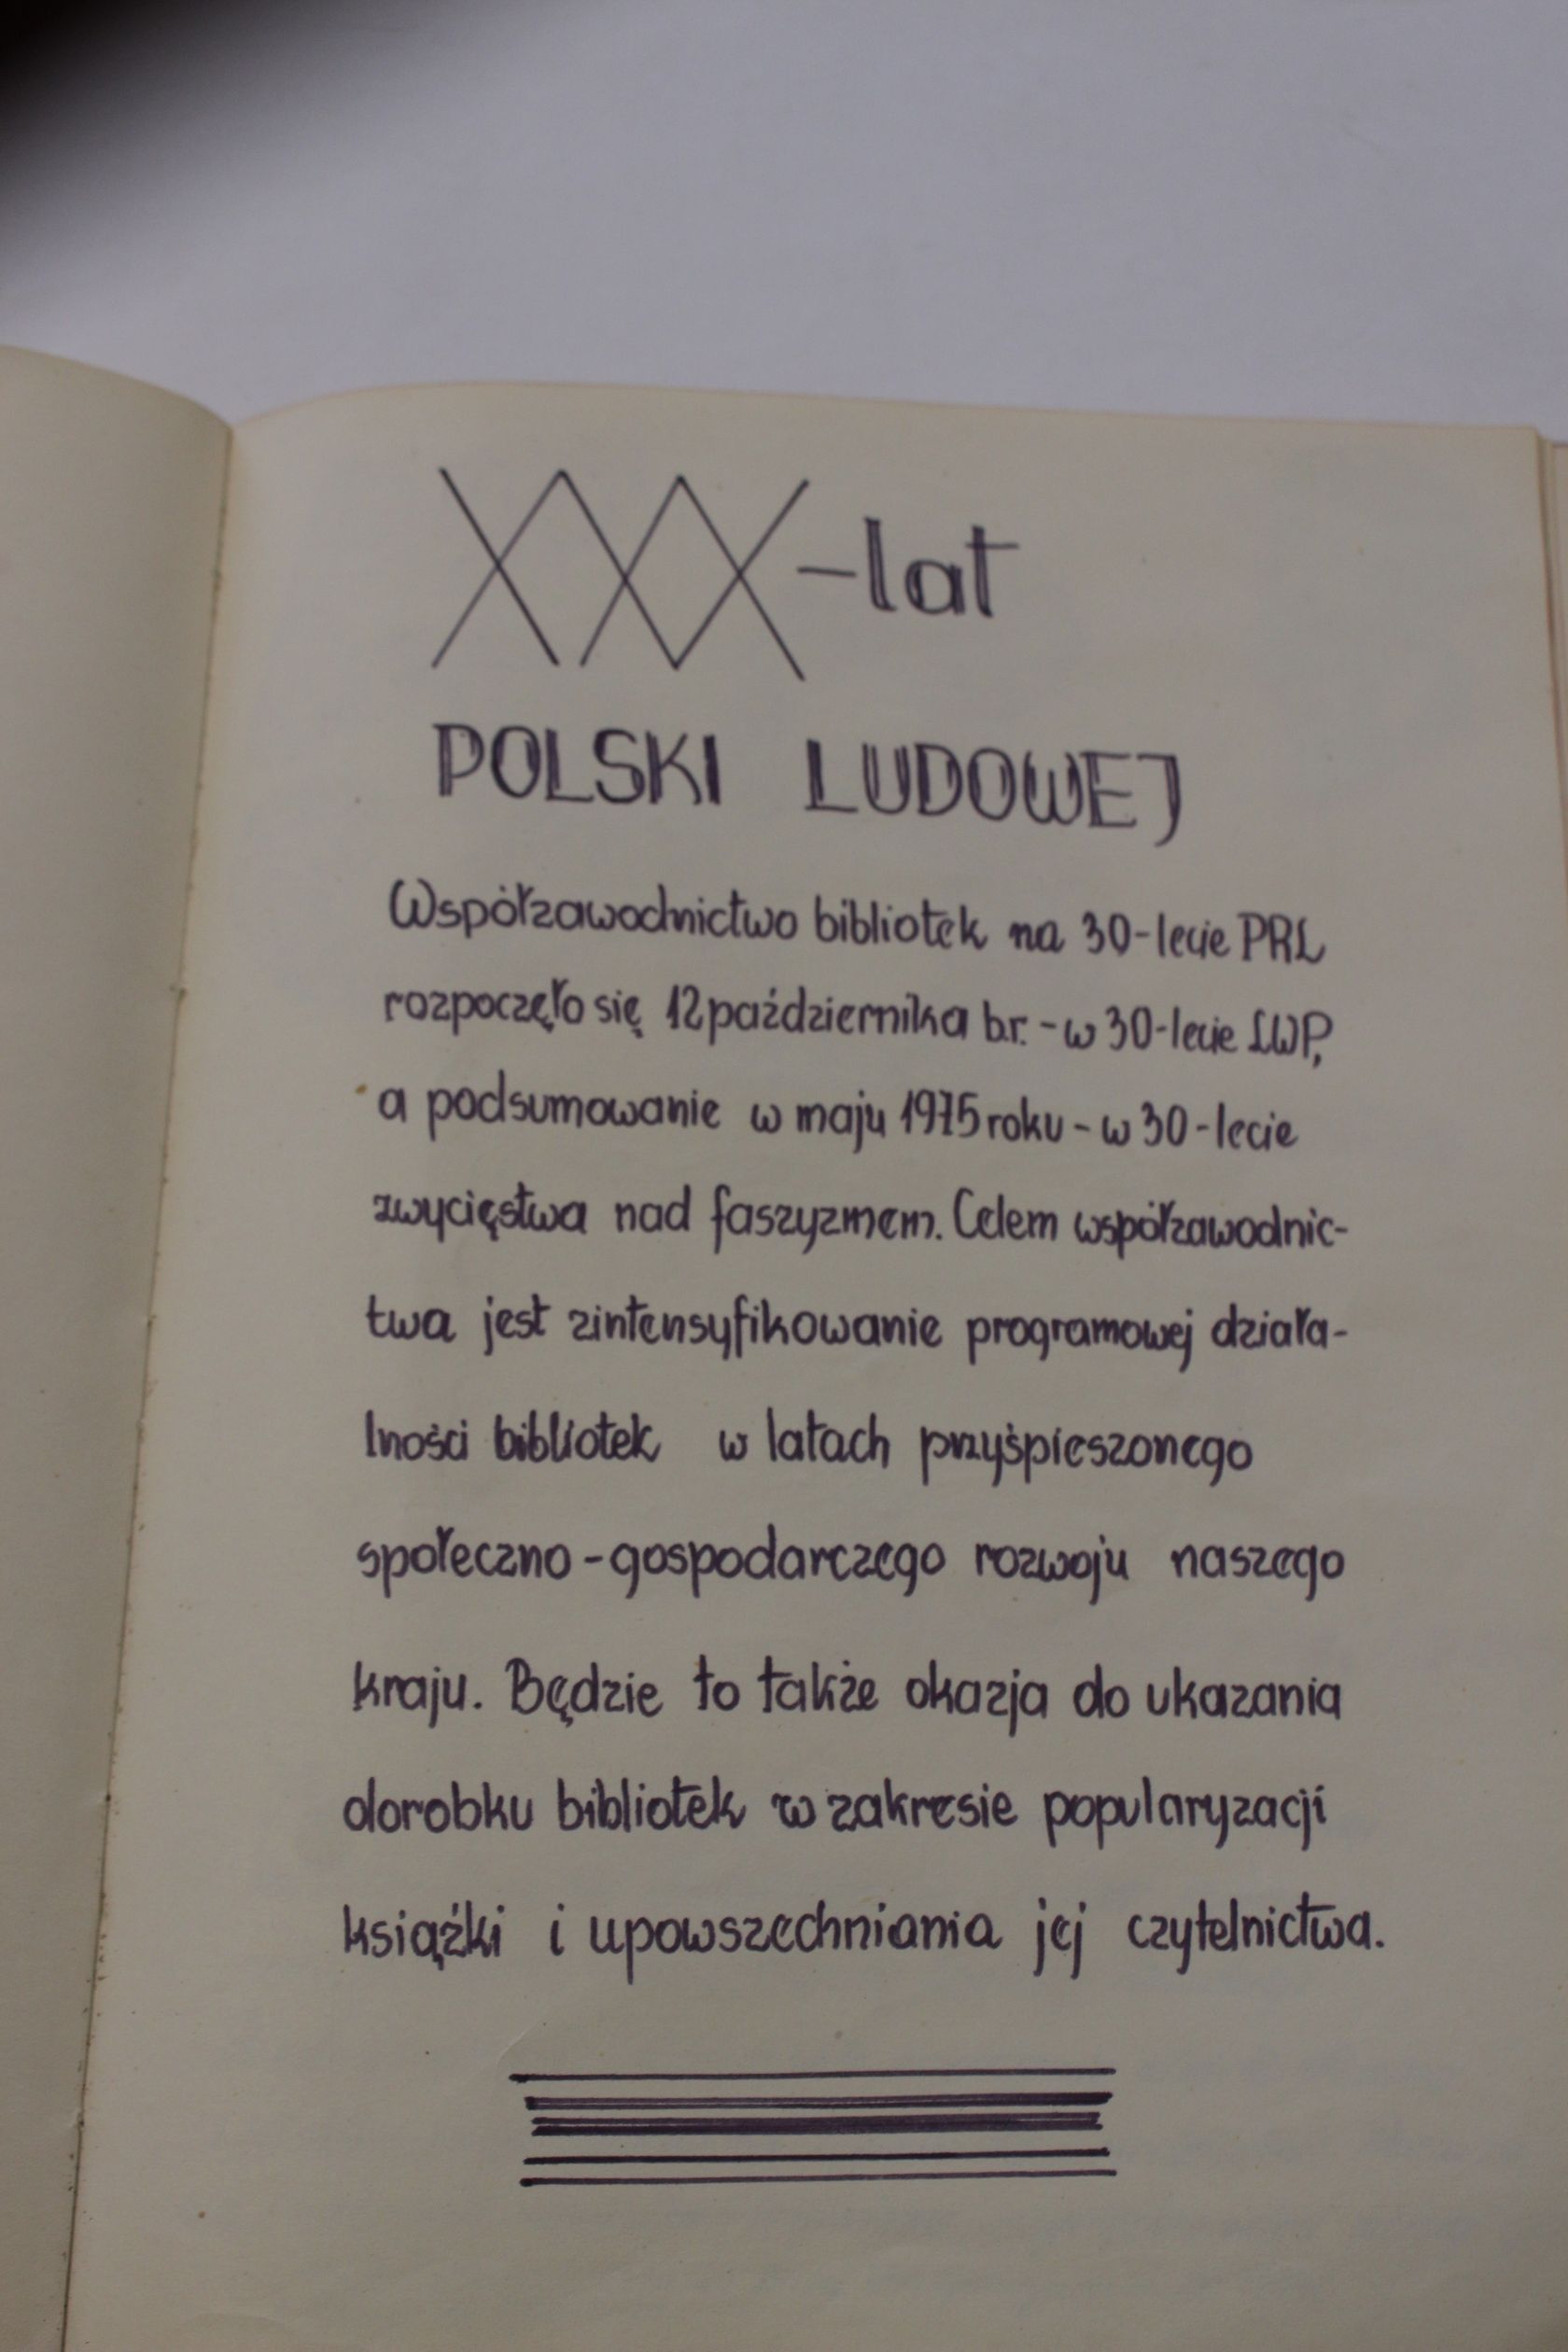 XXX-lat
POLSKI LUDOWEJ
Współzawodnictwo bibliotek na 30-lecie PRL
rozpoczęło się 12 października b.r. - w 30-lecie LWP,
a podsumowanie w maju 1975 roku - w 30-lecie
zwycięstwa nad faszyzmem. Celem współzawodnic-
twa jest zintensyfikowanie programowej działa-
lności bibliotek w latach przyśpieszonego
społeczno-gospodarczego rozwoju naszego
kraju. Będzie to także okazja do ukazania
dorobku bibliotek w zakresie popularyzacji
książki i upowszechniania jej czytelnictwa.